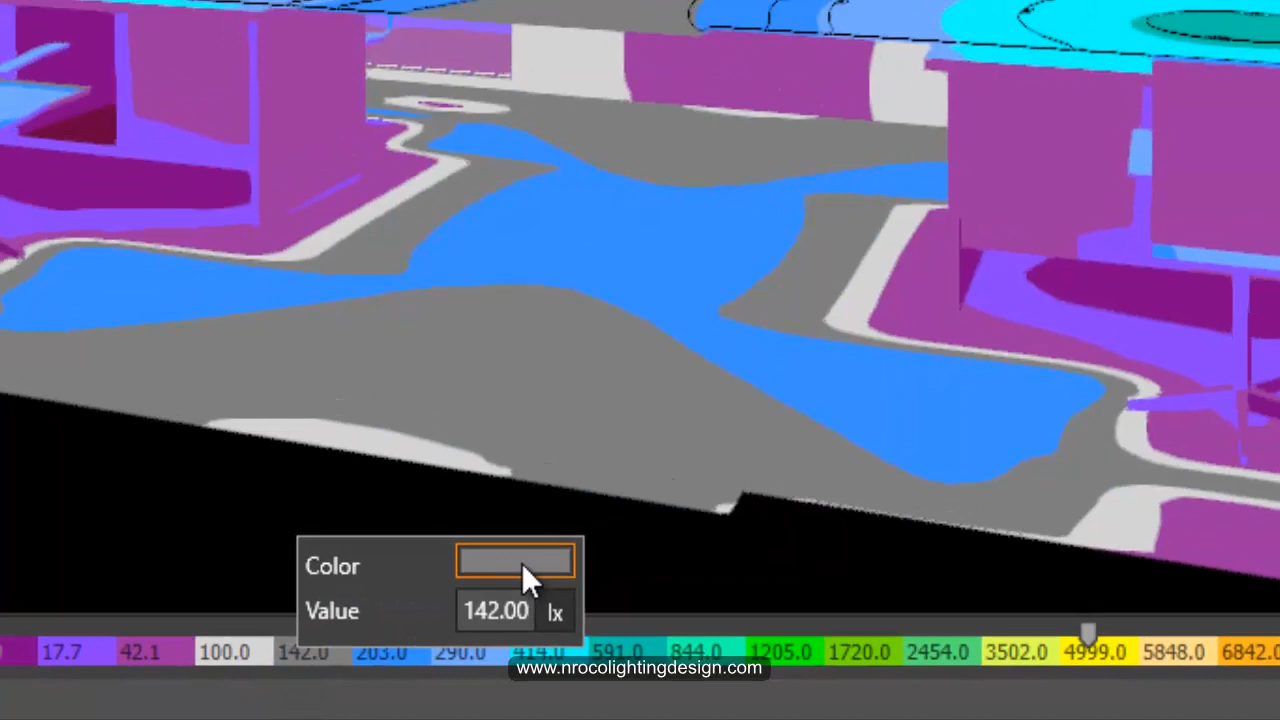 Color
Value 142.00 lx
17.7 42.1 100.0 142.0 203.0 290.0 414.0 591.0 844.0 1205.0 1720.0 2454.0 3502.0 4999.0 5848.0 6842.0
www.nrocolightingdesign.com